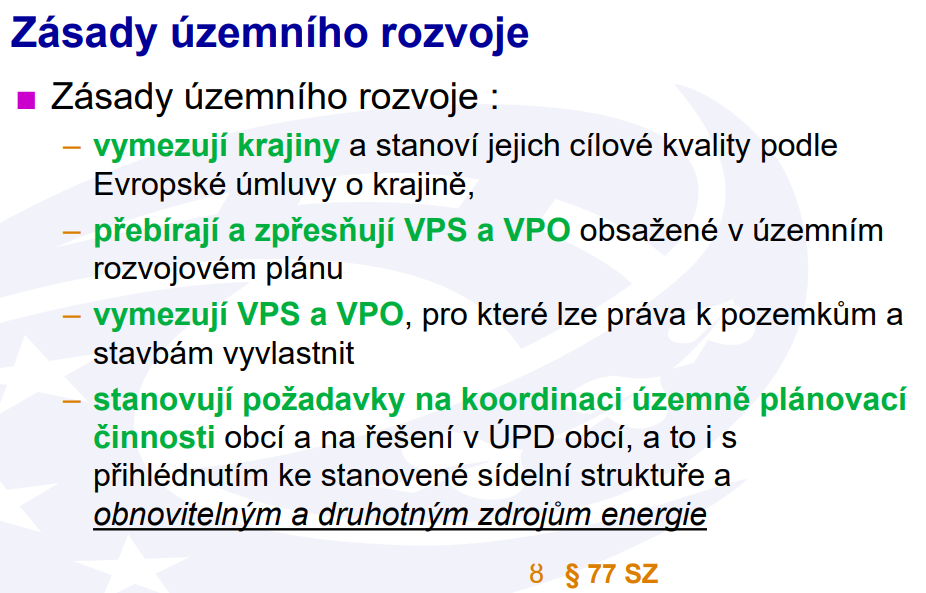 Zásady územního rozvoje
Zásady územního rozvoje :
– vymezují krajiny a stanoví jejich cílové kvality podle
Evropské úmluvy o krajině,
– přebírají a zpřesňují VPS a VPO obsažené v územním
rozvojovém plánu
– vymezují VPS a VPO, pro které lze práva k pozemkům a
stavbám vyvlastnit
– stanovují požadavky na koordinaci územně plánovací
činnosti obcí a na řešení v ÚPD obcí, a to i s
přihlédnutím ke stanovené sídelní struktuře a
obnovitelným a druhotným zdrojům energie
8 § 77 SZ